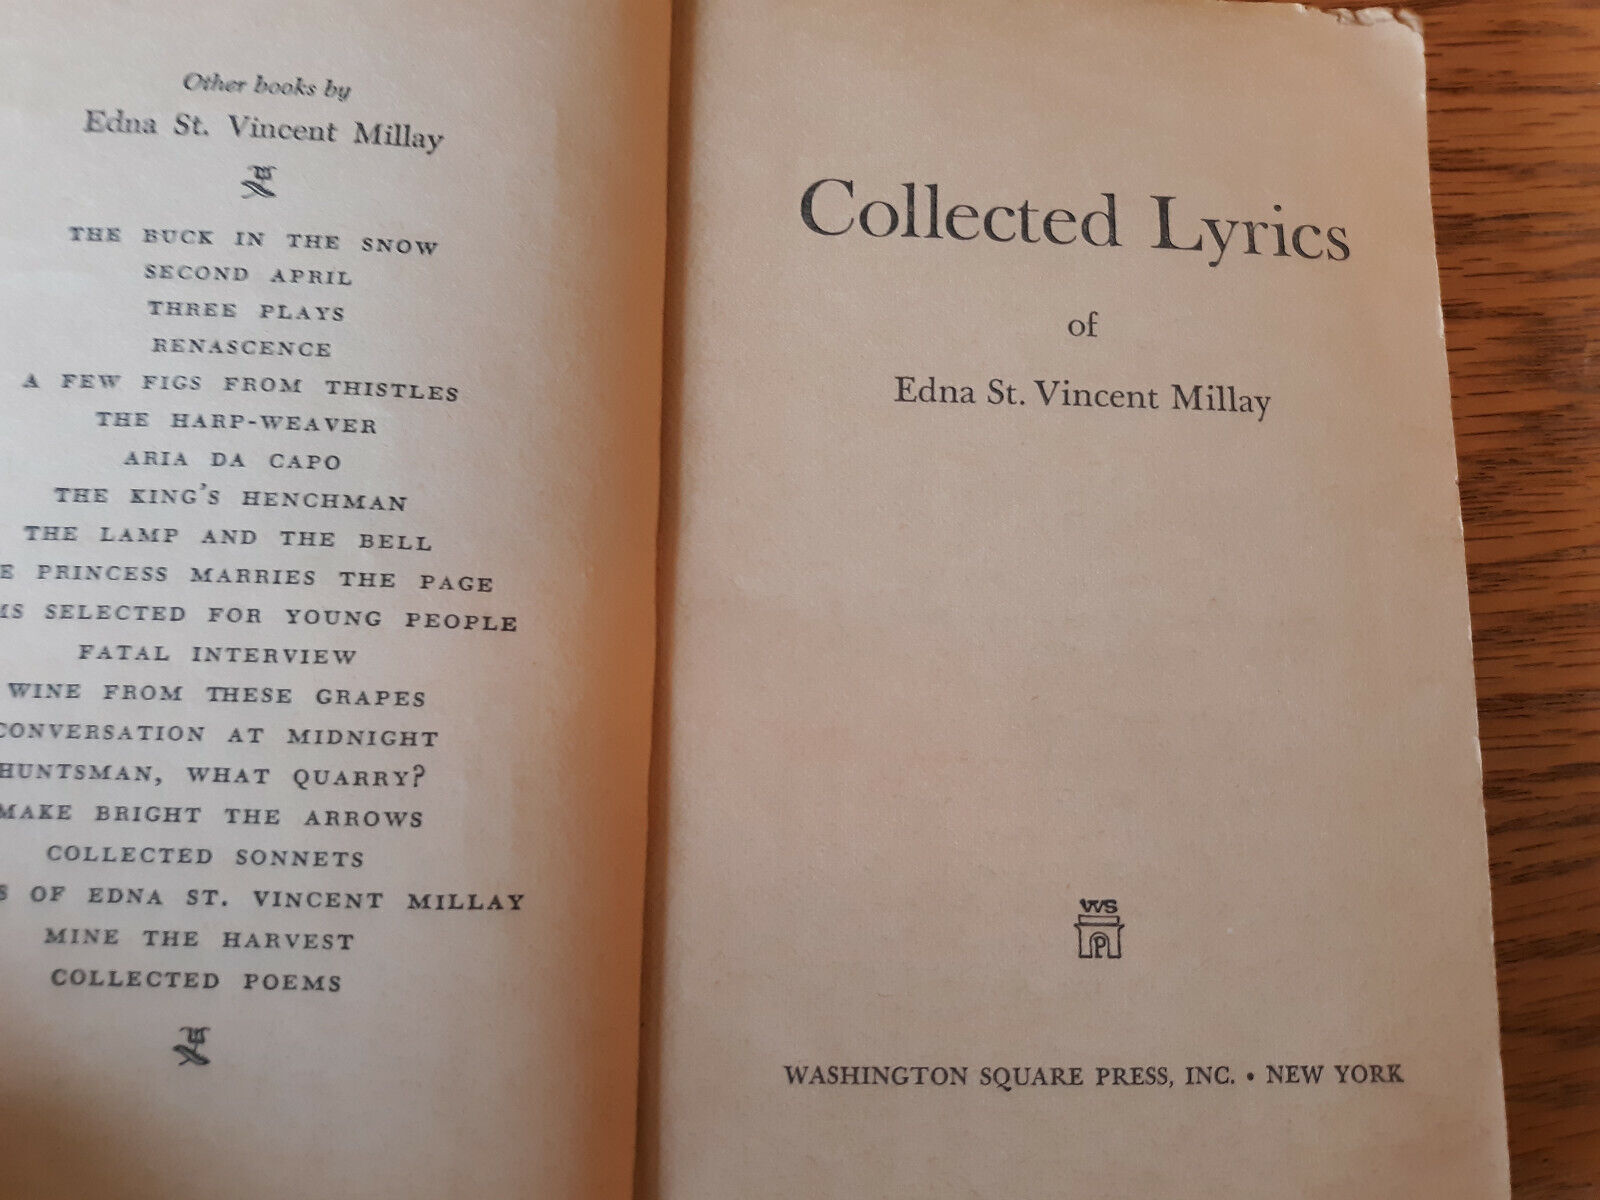 Other books by
Edna St. Vincent Millay
THE BUCK IN THE SNOW
SECOND APRIL
THREE PLAYS
RENASCENCE
A FEW FIGS FROM THISTLES
THE HARP-WEAVER
ARIA DA CAPO
THE KING'S HENCHMAN
THE LAMP AND THE BELL
E PRINCESS MARRIES THE PAGE
MS SELECTED FOR YOUNG PEOPLE
FATAL INTERVIEW
WINE FROM THESE GRAPES
CONVERSATION AT MIDNIGHT
HUNTSMAN, WHAT QUARRY?
MAKE BRIGHT THE ARROWS
COLLECTED SONNETS
S OF EDNA ST. VINCENT MILLAY
MINE THE HARVEST
COLLECTED POEMS
Collected Lyrics
of
Edna St. Vincent Millay
WS
P
WASHINGTON SQUARE PRESS, INC. • NEW YORK